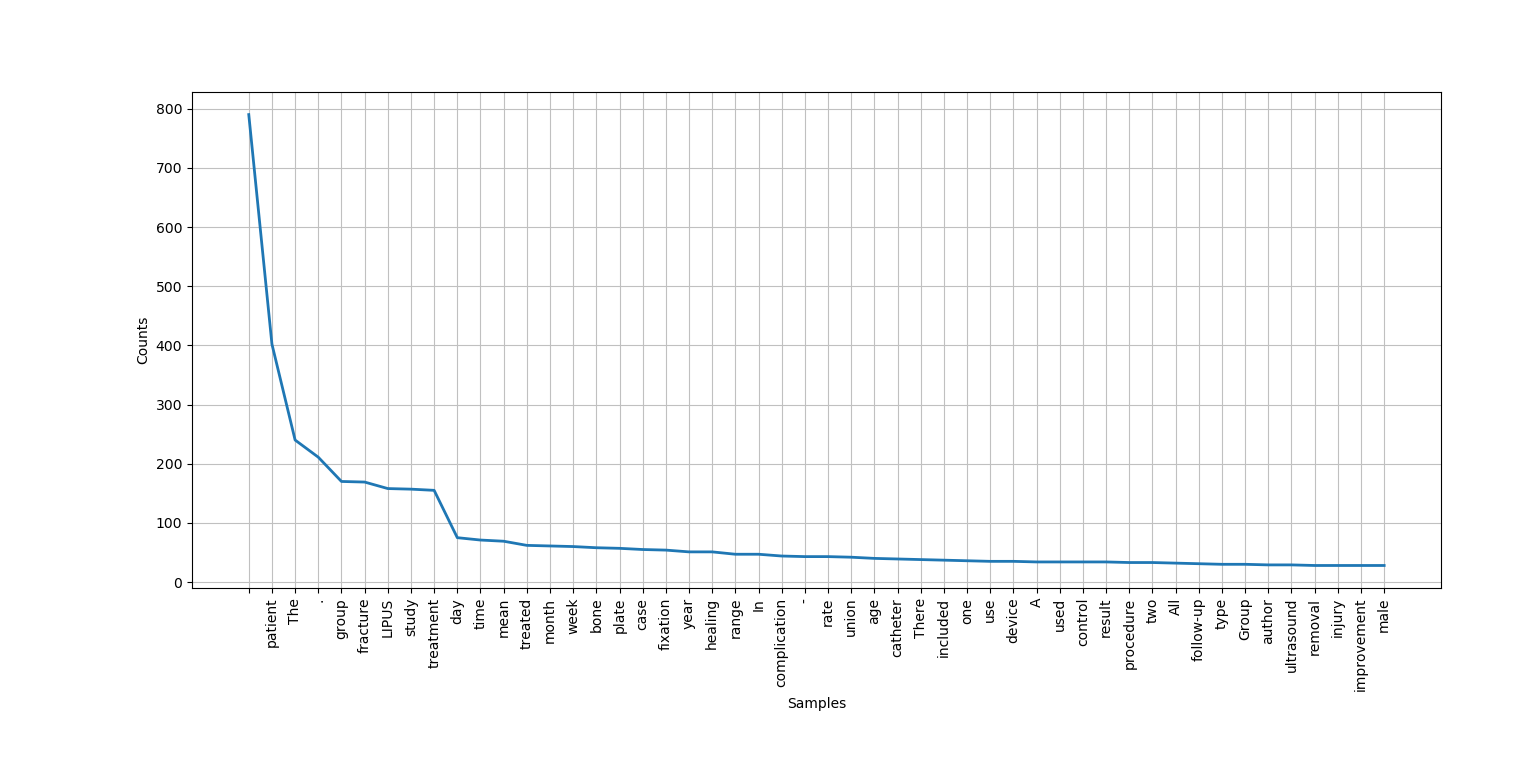 800
700
600
500
400
300
200
100
0
Counts
patient
The
.
group
fracture
LIPUS
study
treatment
day
time
mean
treated
month
week
bone
plate
case
fixation
year
healing
range
In
complication
-
rate
union
age
catheter
There
included
one
use
device
A
used
control
result
procedure
two
All
follow-up
type
Group
author
ultrasound
removal
injury
improvement
male
Samples